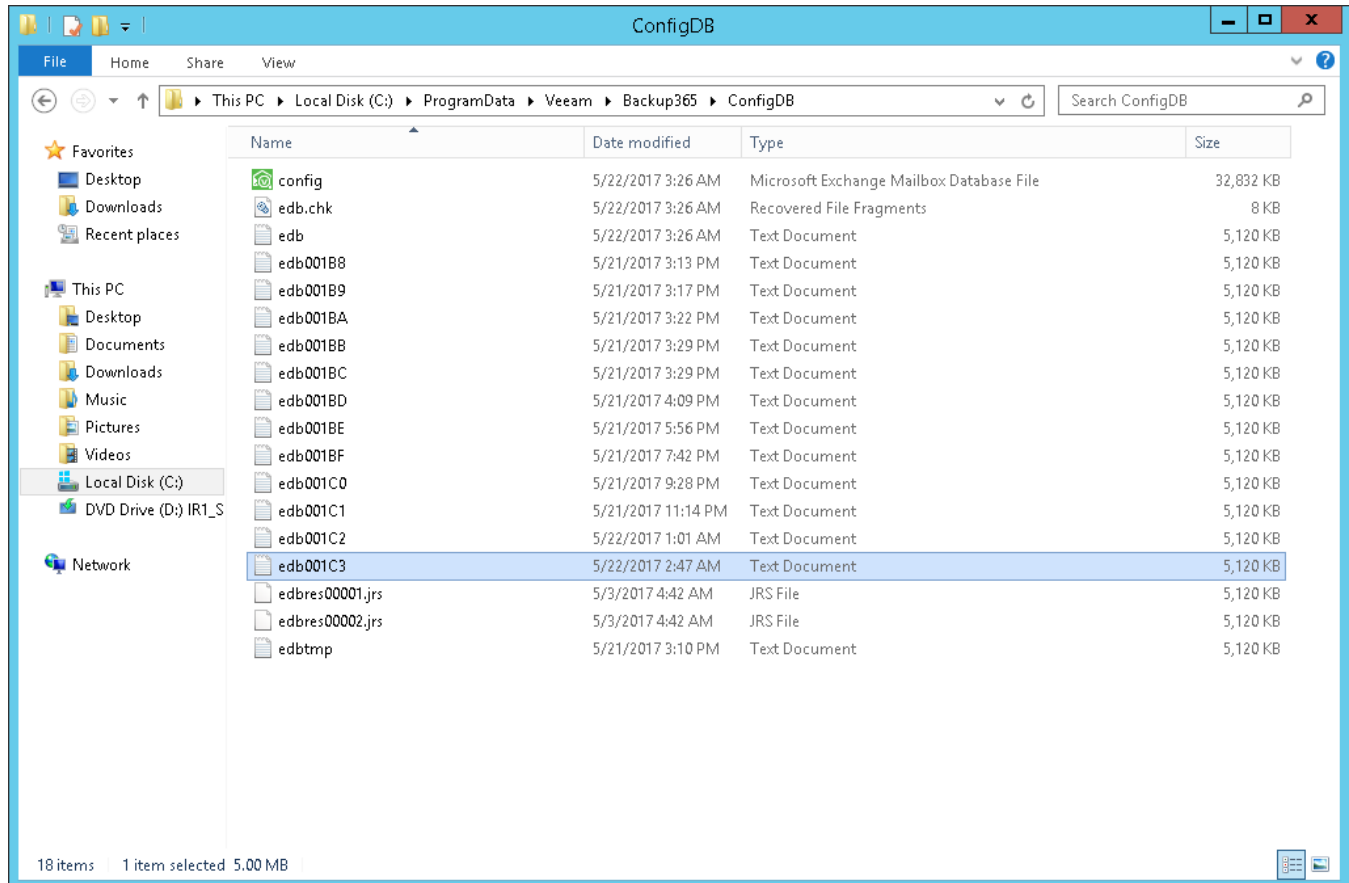 ConfigDB
File Home Share View
This PC Local Disk (C:) ProgramData Veeam Backup365 ConfigDB Search ConfigDB
Favorites
Desktop
Downloads
Recent places
This PC
Desktop
Documents
Downloads
Music
Pictures
Videos
Local Disk (C:)
DVD Drive (D:) IR1_S
Network
Name Date modified Type Size
config 5/22/2017 3:26 AM Microsoft Exchange Mailbox Database File 32,832 KB
edb.chk 5/22/2017 3:26 AM Recovered File Fragments 8 KB
edb 5/22/2017 3:26 AM Text Document 5,120 KB
edb001B8 5/21/2017 3:13 PM Text Document 5,120 KB
edb001B9 5/21/2017 3:17 PM Text Document 5,120 KB
edb001BA 5/21/2017 3:22 PM Text Document 5,120 KB
edb001BB 5/21/2017 3:29 PM Text Document 5,120 KB
edb001BC 5/21/2017 3:29 PM Text Document 5,120 KB
edb001BD 5/21/2017 4:09 PM Text Document 5,120 KB
edb001BE 5/21/2017 5:56 PM Text Document 5,120 KB
edb001BF 5/21/2017 7:42 PM Text Document 5,120 KB
edb001C0 5/21/2017 9:28 PM Text Document 5,120 KB
edb001C1 5/21/2017 11:14 PM Text Document 5,120 KB
edb001C2 5/22/2017 1:01 AM Text Document 5,120 KB
edb001C3 5/22/2017 2:47 AM Text Document 5,120 KB
edbres00001.jrs 5/3/2017 4:42 AM JRS File 5,120 KB
edbres00002.jrs 5/3/2017 4:42 AM JRS File 5,120 KB
edbtmp 5/21/2017 3:10 PM Text Document 5,120 KB
18 items 1 item selected 5.00 MB